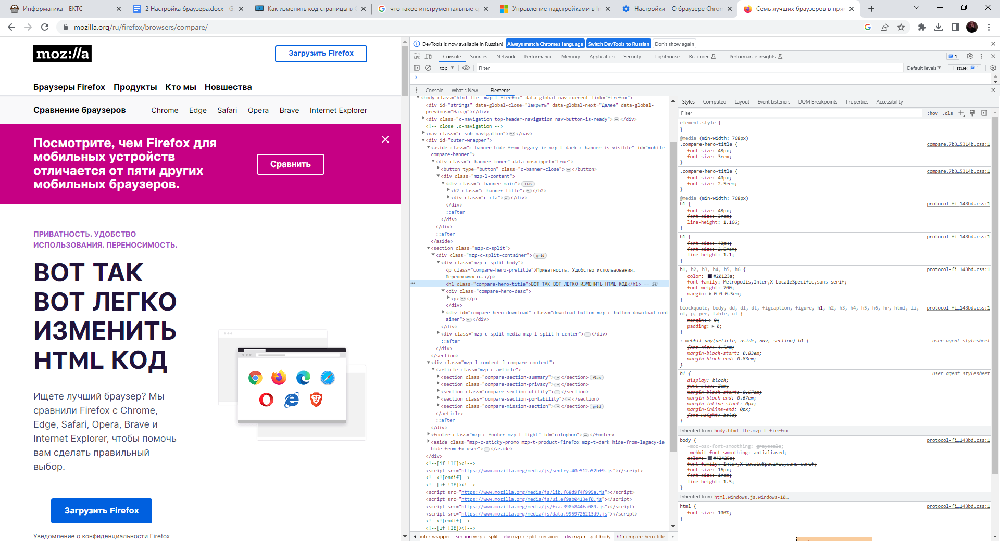 Информатика - ЕКТС
2 Настройка браузера.docx - G
Как изменить код страницы в
что такое инструментальные с
Управление надстройками в In
Настройки – О браузере Chrom
Семь лучших браузеров в пря
mozilla.org/ru/firefox/browsers/compare/
moz://a
Загрузить Firefox
Браузеры Firefox Продукты Кто мы Новшества
Сравнение браузеров Chrome Edge Safari Opera Brave Internet Explorer
Посмотрите, чем Firefox для
мобильных устройств
отличается от пяти других
мобильных браузеров.
Сравнить
ПРИВАТНОСТЬ. УДОБСТВО
ИСПОЛЬЗОВАНИЯ. ПЕРЕНОСИМОСТЬ.
ВОТ ТАК
ВОТ ЛЕГКО
ИЗМЕНИТЬ
HTML КОД
Ищете лучший браузер? Мы
сравнили Firefox с Chrome,
Edge, Safari, Opera, Brave и
Internet Explorer, чтобы помочь
вам сделать правильный
выбор.
Загрузить Firefox
Уведомление о конфиденциальности Firefox
DevTools is now available in Russian! Always match Chrome's language Switch DevTools to Russian Don't show again
Console Sources Network Performance Memory Application Security Lighthouse Recorder Performance insights 1
top Filter Default levels 1 Issue: 1
Console What's New Elements
<body class="html-ltr mzp-t-firefox" data-global-nav-current-link="firefox">
<div id="strings" data-global-close="Закрыть" data-global-next="Далее" data-global-
previous="Назад"></div>
<div class="c-navigation top-header-navigation nav-button-is-ready">…</div>
<!-- close .c-navigation -->
<nav class="c-sub-navigation">…</nav>
<div id="outer-wrapper">
<aside class="c-banner hide-from-legacy-ie mzp-t-dark c-banner-is-visible" id="mobile-
compare-banner">
<div class="c-banner-inner" data-nosnippet="true">
<button type="button" class="c-banner-close">…</button>
<div class="mzp-l-content">
<div class="c-banner-main"> flex
<h2 class="c-banner-title">…</h2>
<div class="c-cta">…</div>
</div>
::after
</div>
</div>
::after
</aside>
<section class="mzp-c-split">
<div class="mzp-c-split-container"> grid
<div class="mzp-c-split-body">
<p class="compare-hero-pretitle">Приватность. Удобство использования.
Переносимость.</p>
<h1 class="compare-hero-title">ВОТ ТАК ВОТ ЛЕГКО ИЗМЕНИТЬ HTML КОД</h1> == $0
<div class="compare-hero-desc">
<p>…</p>
</div>
<div id="compare-hero-download" class="download-button mzp-c-button-download-cont
ainer">…</div>
</div>
<div class="mzp-c-split-media mzp-l-split-h-center">…</div>
::after
</div>
</section>
<div class="mzp-l-content l-compare-content">
<article class="mzp-c-article">
<section class="compare-section-summary">…</section> flex
<section class="compare-section-privacy">…</section>
<section class="compare-section-utility">…</section>
<section class="compare-section-portability">…</section>
<section class="compare-mission-section">…</section> grid
</article>
::after
</div>
<footer class="mzp-c-footer mzp-t-light" id="colophon">…</footer>
<aside class="mzp-c-sticky-promo mzp-t-product-firefox mzp-t-dark hide-from-legacy-ie
hide-from-fx-user">…</aside>
</div>
<!--[if !IE]><!-->
<script src="https://www.mozilla.org/media/js/sentry.40e512a52bf9.js"></script>
<!--<![endif]-->
<!--[if !IE]><!-->
<script src="https://www.mozilla.org/media/js/lib.f68d9f4f995a.js"></script>
<script src="https://www.mozilla.org/media/js/ui.ef9ab0413ef0.js"></script>
<script src="https://www.mozilla.org/media/js/fxa.390b844fa089.js"></script>
<script src="https://www.mozilla.org/media/js/data.9959726213d9.js"></script>
<!--<![endif]-->
<!--[if !IE]><!-->
outer-wrapper section.mzp-c-split div.mzp-c-split-container div.mzp-c-split-body h1.compare-hero-title
Styles Computed Layout Event Listeners DOM Breakpoints Properties Accessibility
Filter :hov .cls
element.style {
}
@media (min-width: 768px)
.compare-hero-title { compare.7b3…5314b.css:1
font-size: 48px;
font-size: 3rem;
}
.compare-hero-title { compare.7b3…5314b.css:1
font-size: 40px;
font-size: 2.5rem;
}
@media (min-width: 768px)
h1 { protocol-fi…143bd.css:1
font-size: 48px;
font-size: 3rem;
line-height: 1.166;
}
h1 { protocol-fi…143bd.css:1
font-size: 40px;
font-size: 2.5rem;
line-height: 1.1;
}
h1, h2, h3, h4, h5, h6 { protocol-fi…143bd.css:1
color: #20123a;
font-family: Metropolis,Inter,X-LocaleSpecific,sans-serif;
font-weight: 700;
margin: 0 0 0.5em;
}
blockquote, body, dd, dl, dt, figcaption, figure, h1, h2, h3, h4, h5, h6, hr, html, li, protocol-fi…143bd.css:1
ol, p, pre, table, ul {
margin: 0;
padding: 0;
}
:-webkit-any(article, aside, nav, section) h1 { user agent stylesheet
font-size: 1.5em;
margin-block-start: 0.83em;
margin-block-end: 0.83em;
}
h1 { user agent stylesheet
display: block;
font-size: 2em;
margin-block-start: 0.67em;
margin-block-end: 0.67em;
margin-inline-start: 0px;
margin-inline-end: 0px;
font-weight: bold;
}
Inherited from body.html-ltr.mzp-t-firefox
body { protocol-fi…143bd.css:1
-moz-osx-font-smoothing: grayscale;
-webkit-font-smoothing: antialiased;
color: #42425a;
font-family: Inter,X-LocaleSpecific,sans-serif;
font-size: 16px;
font-size: 1rem;
line-height: 1.5;
}
Inherited from html.windows.js.windows-10…
html { protocol-fi…143bd.css:1
font-size: 100%;
}